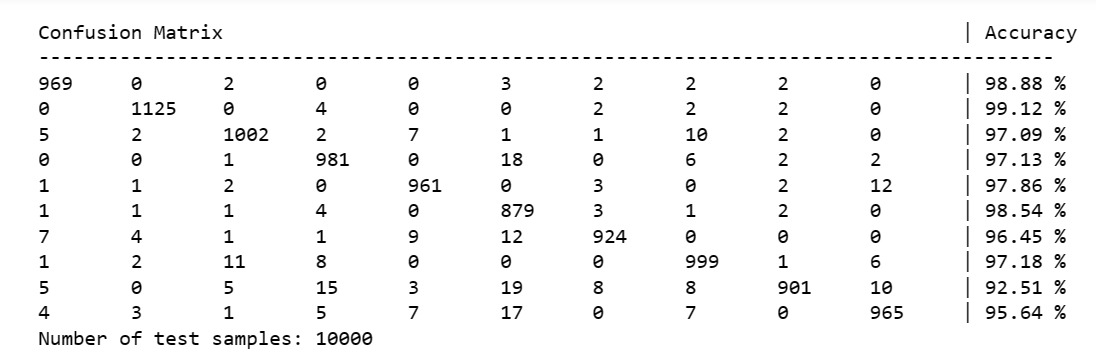 Confusion Matrix | Accuracy
--------------------------------------------------------------------------------
969 0 2 0 0 3 2 2 2 0 | 98.88 %
0 1125 0 4 0 0 2 2 2 0 | 99.12 %
5 2 1002 2 7 1 1 10 2 0 | 97.09 %
0 0 1 981 0 18 0 6 2 2 | 97.13 %
1 1 2 0 961 0 3 0 2 12 | 97.86 %
1 1 1 4 0 879 3 1 2 0 | 98.54 %
7 4 1 1 9 12 924 0 0 0 | 96.45 %
1 2 11 8 0 0 0 999 1 6 | 97.18 %
5 0 5 15 3 19 8 8 901 10 | 92.51 %
4 3 1 5 7 17 0 7 0 965 | 95.64 %
Number of test samples: 10000